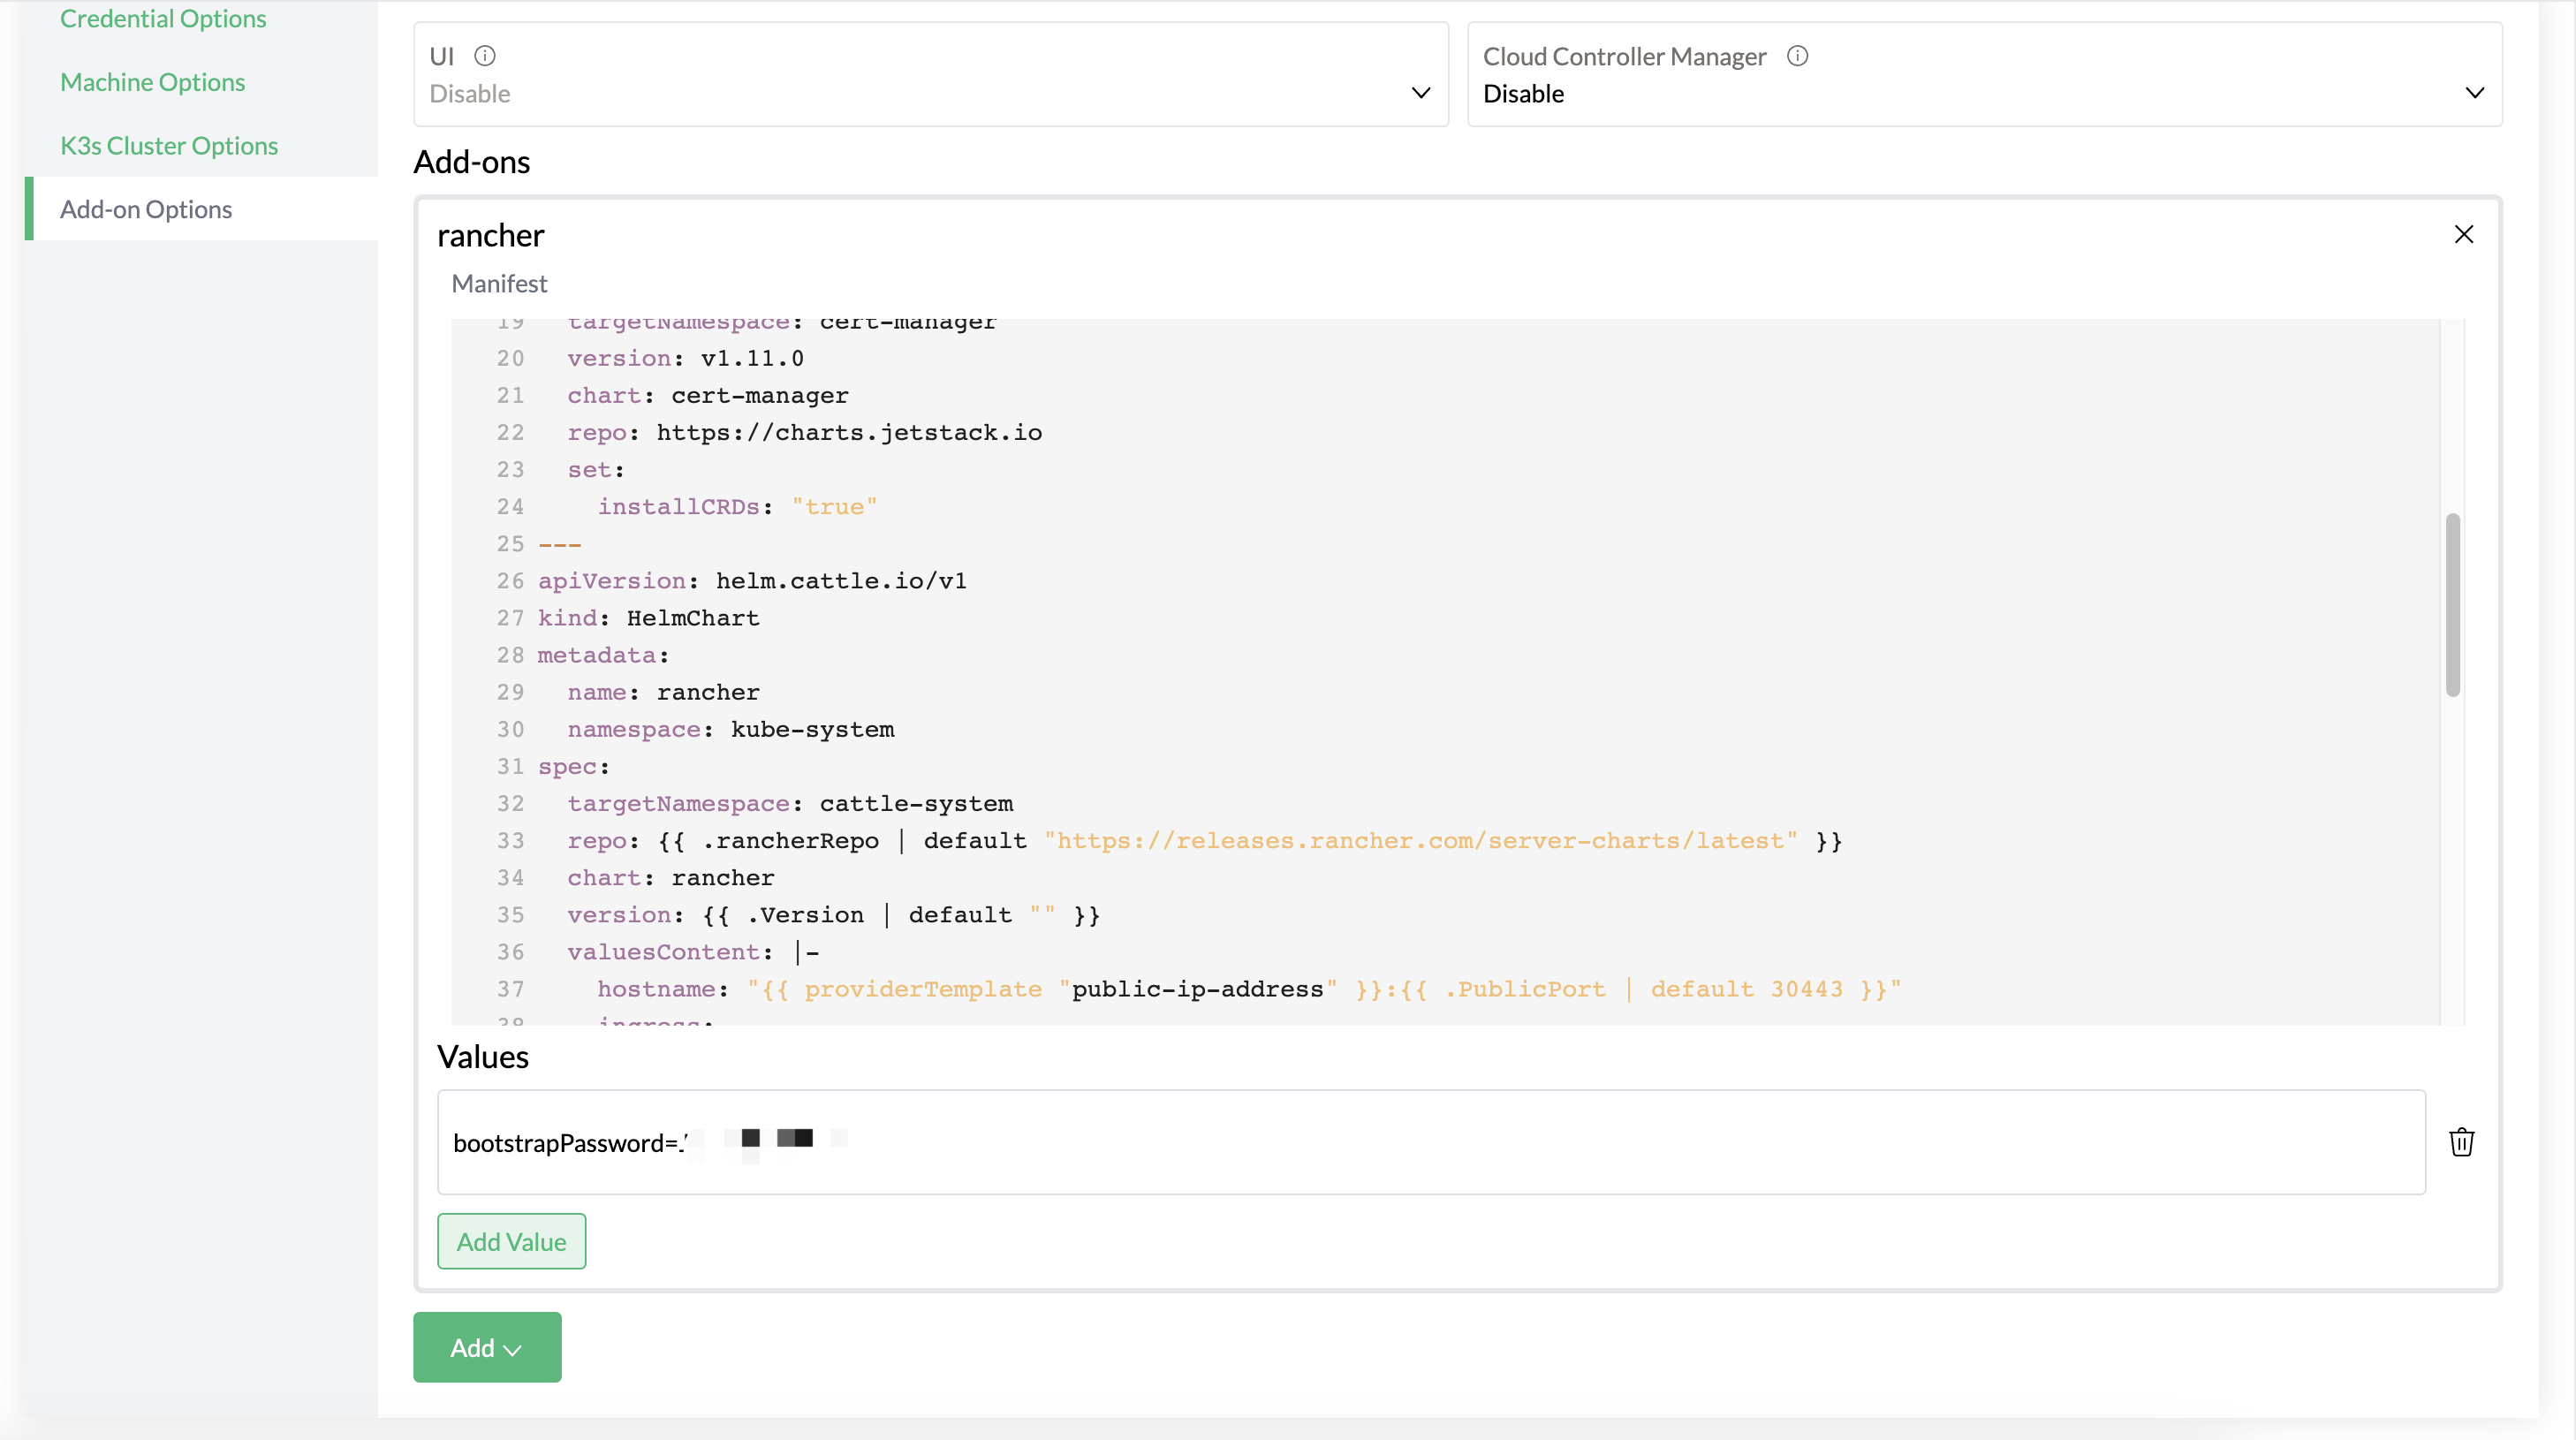 Credential Options
Machine Options
K3s Cluster Options
Add-on Options
UI
Disable
Cloud Controller Manager
Disable
Add-ons
rancher
Manifest
19   targetNamespace: cert-manager
20   version: v1.11.0
21   chart: cert-manager
22   repo: https://charts.jetstack.io
23   set:
24     installCRDs: "true"
25 ---
26 apiVersion: helm.cattle.io/v1
27 kind: HelmChart
28 metadata:
29   name: rancher
30   namespace: kube-system
31 spec:
32   targetNamespace: cattle-system
33   repo: {{ .rancherRepo | default "https://releases.rancher.com/server-charts/latest" }}
34   chart: rancher
35   version: {{ .Version | default "" }}
36   valuesContent: |-
37     hostname: "{{ providerTemplate "public-ip-address" }}:{{ .PublicPort | default 30443 }}"
38     ingress:
Values
bootstrapPassword=
Add Value
Add